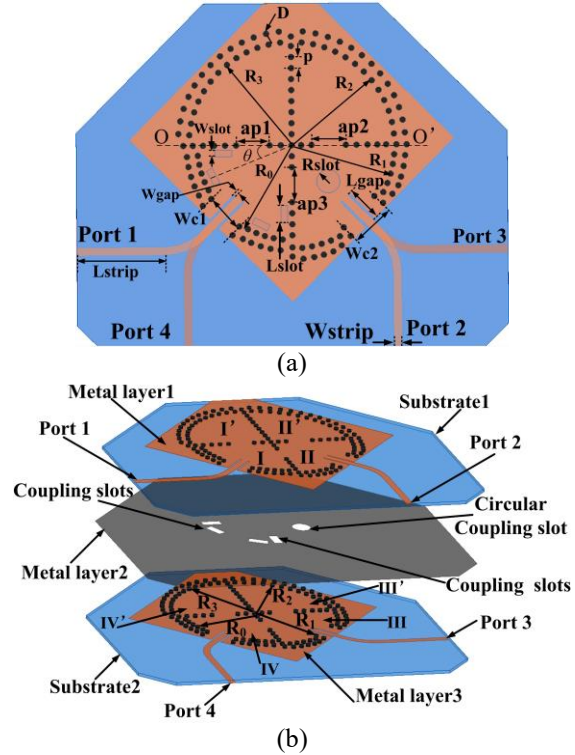 D
p
R3
R2
Wslot
ap1
ap2
O
O'
θ
Rslot
R1
R0
Wgap
Lgap
ap3
Wc1
Wc2
Port 1
Port 3
Lstrip
Lslot
Port 4
Wstrip
Port 2
(a)
Metal layer1
Substrate1
Port 1
I'
II'
I
II
Port 2
Coupling slots
Circular
Coupling slot
Metal layer2
Coupling slots
III'
R3
R2
IV'
R1
III
Port 3
R0
IV
Substrate2
Metal layer3
Port 4
(b)